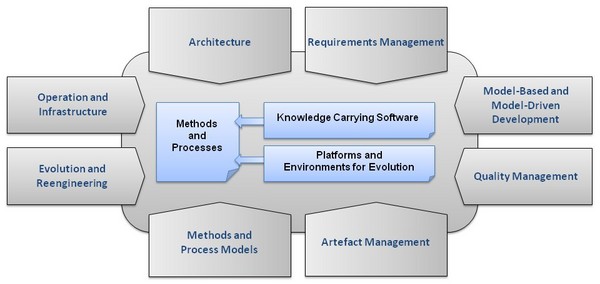 Architecture
Requirements Management
Operation and
Infrastructure
Model-Based and
Model-Driven
Development
Methods
and
Processes
Knowledge Carrying Software
Platforms and
Environments for Evolution
Evolution and
Reengineering
Quality Management
Methods and
Process Models
Artefact Management